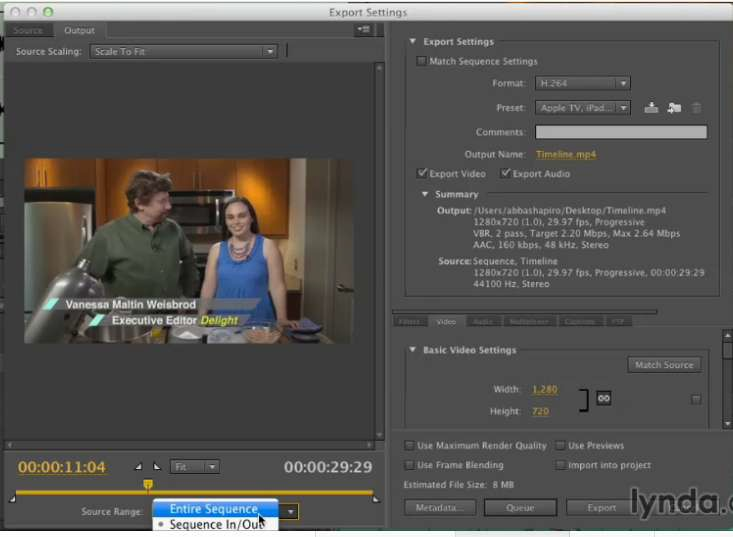 Export Settings
Source
Output
Source Scaling: Scale To Fit
Vanessa Maltin Weisbrod
Executive Editor Delight
00:00:11:04
Fit
00:00:29:29
Source Range:
Entire Sequence
Sequence In/Out
Export Settings
Match Sequence Settings
Format: H.264
Preset: Apple TV, iPad...
Comments:
Output Name: Timeline.mp4
Export Video
Export Audio
Summary
Output: /Users/abbashapiro/Desktop/Timeline.mp4
1280x720 (1.0), 29.97 fps, Progressive
VBR, 2 pass, Target 2.20 Mbps, Max 2.64 Mbps
AAC, 160 kbps, 48 kHz, Stereo
Source: Sequence, Timeline
1280x720 (1.0), 29.97 fps, Progressive, 00:00:29:29
44100 Hz, Stereo
Filters Video Audio Multiplexer Captions FTP
Basic Video Settings
Match Source
Width: 1,280
Height: 720
Use Maximum Render Quality
Use Previews
Use Frame Blending
Import into project
Estimated File Size: 8 MB
Metadata...
Queue
Export
lynda.c